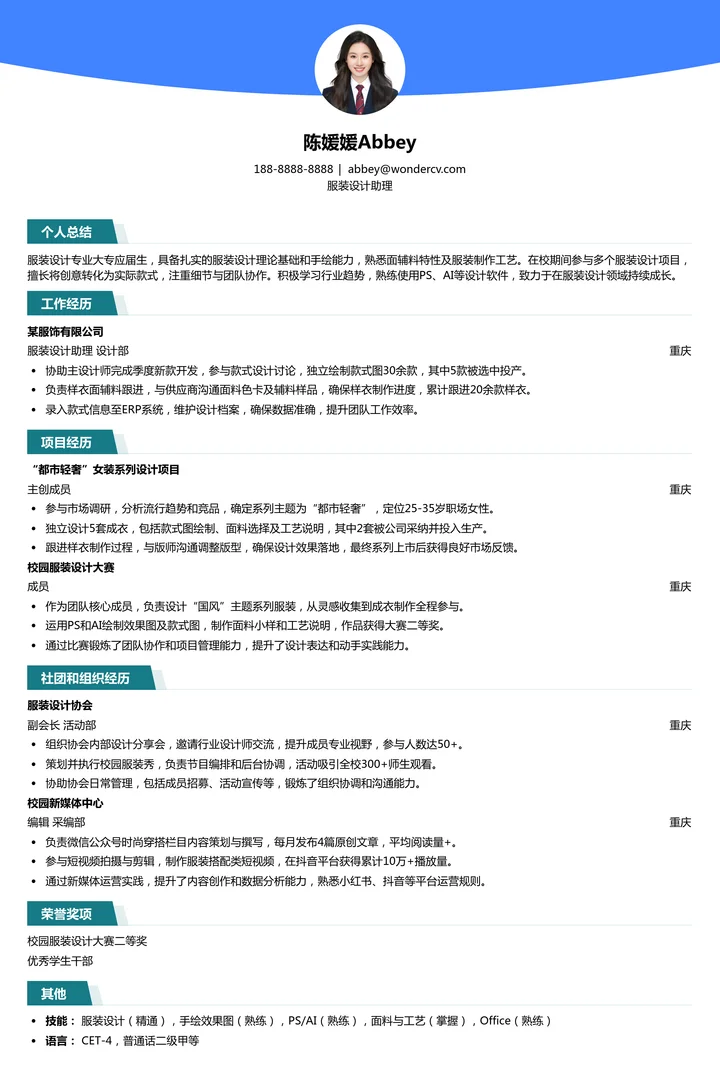 陈媛媛Abbey
188-8888-8888 | abbey@wondercv.com
服装设计助理
个人总结
服装设计专业大专应届生，具备扎实的服装设计理论基础和手绘能力，熟悉面辅料特性及服装制作工艺。在校期间参与多个服装设计项目，
擅长将创意转化为实际款式，注重细节与团队协作。积极学习行业趋势，熟练使用PS、AI等设计软件，致力于在服装设计领域持续成长。
工作经历
某服饰有限公司
服装设计助理 设计部 重庆
• 协助主设计师完成季度新款开发，参与款式设计讨论，独立绘制款式图30余款，其中5款被选中投产。
• 负责样衣面辅料跟进，与供应商沟通面料色卡及辅料样品，确保样衣制作进度，累计跟进20余款样衣。
• 录入款式信息至ERP系统，维护设计档案，确保数据准确，提升团队工作效率。
项目经历
“都市轻奢”女装系列设计项目
主创成员 重庆
• 参与市场调研，分析流行趋势和竞品，确定系列主题为“都市轻奢”，定位25-35岁职场女性。
• 独立设计5套成衣，包括款式图绘制、面料选择及工艺说明，其中2套被公司采纳并投入生产。
• 跟进样衣制作过程，与版师沟通调整版型，确保设计效果落地，最终系列上市后获得良好市场反馈。
校园服装设计大赛
成员 重庆
• 作为团队核心成员，负责设计“国风”主题系列服装，从灵感收集到成衣制作全程参与。
• 运用PS和AI绘制效果图及款式图，制作面料小样和工艺说明，作品获得大赛二等奖。
• 通过比赛锻炼了团队协作和项目管理能力，提升了设计表达和动手实践能力。
社团和组织经历
服装设计协会
副会长 活动部 重庆
• 组织协会内部设计分享会，邀请行业设计师交流，提升成员专业视野，参与人数达50+。
• 策划并执行校园服装秀，负责节目编排和后台协调，活动吸引全校300+师生观看。
• 协助协会日常管理，包括成员招募、活动宣传等，锻炼了组织协调和沟通能力。
校园新媒体中心
编辑 采编部 重庆
• 负责微信公众号时尚穿搭栏目内容策划与撰写，每月发布4篇原创文章，平均阅读量+。
• 参与短视频拍摄与剪辑，制作服装搭配类短视频，在抖音平台获得累计10万+播放量。
• 通过新媒体运营实践，提升了内容创作和数据分析能力，熟悉小红书、抖音等平台运营规则。
荣誉奖项
校园服装设计大赛二等奖
优秀学生干部
其他
• 技能： 服装设计（精通），手绘效果图（熟练），PS/AI（熟练），面料与工艺（掌握），Office（熟练）
• 语言： CET-4，普通话二级甲等